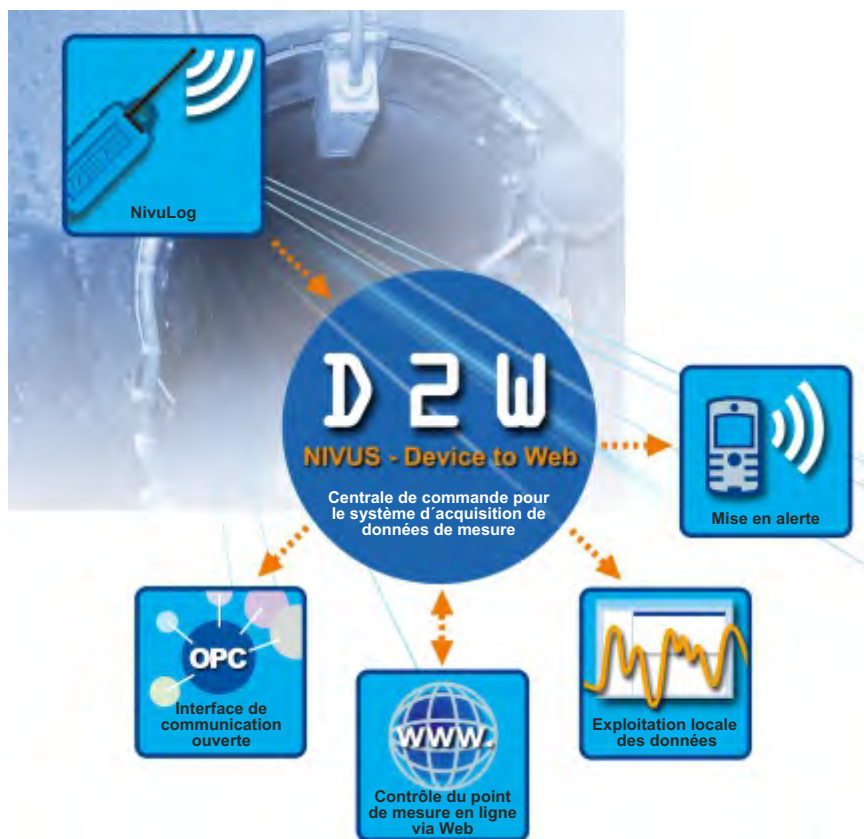 NivuLog
D 2 W
NIVUS - Device to Web
Centrale de commande pour
le système d´acquisition de
données de mesure
Mise en alerte
OPC
Interface de
communication
ouverte
www.
Contrôle du point
de mesure en ligne
via Web
Exploitation locale
des données